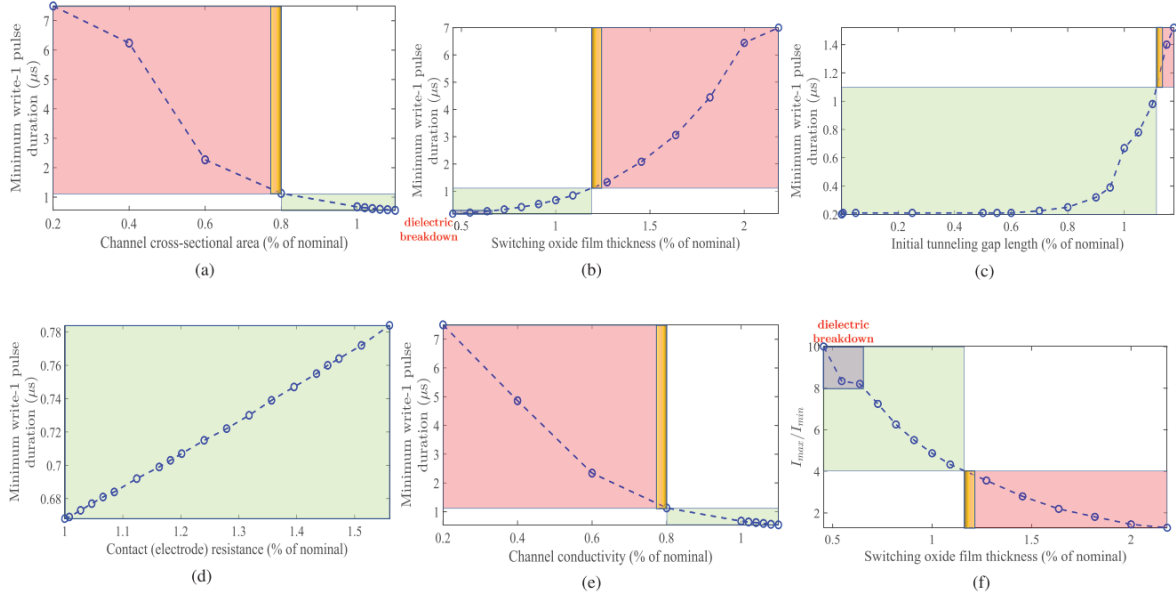 Minimum write-1 pulse
duration (μs)
7
6
5
4
3
2
1
0.2
0.4
0.6
0.8
1
Channel cross-sectional area (% of nominal)
(a)
Minimum write-1 pulse
duration (μs)
7
6
5
4
3
2
1
dielectric
breakdown
0.5
1
1.5
2
Switching oxide film thickness (% of nominal)
(b)
Minimum write-1 pulse
duration (μs)
1.4
1.2
1
0.8
0.6
0.4
0.2
0
0.2
0.4
0.6
0.8
1
Initial tunneling gap length (% of nominal)
(c)
Minimum write-1 pulse
duration (μs)
0.78
0.76
0.74
0.72
0.7
0.68
1
1.1
1.2
1.3
1.4
1.5
Contact (electrode) resistance (% of nominal)
(d)
Minimum write-1 pulse
duration (μs)
7
6
5
4
3
2
1
0.2
0.4
0.6
0.8
1
Channel conductivity (% of nominal)
(e)
dielectric
breakdown
Imax/Imin
10
8
6
4
2
0.5
1
1.5
2
Switching oxide film thickness (% of nominal)
(f)